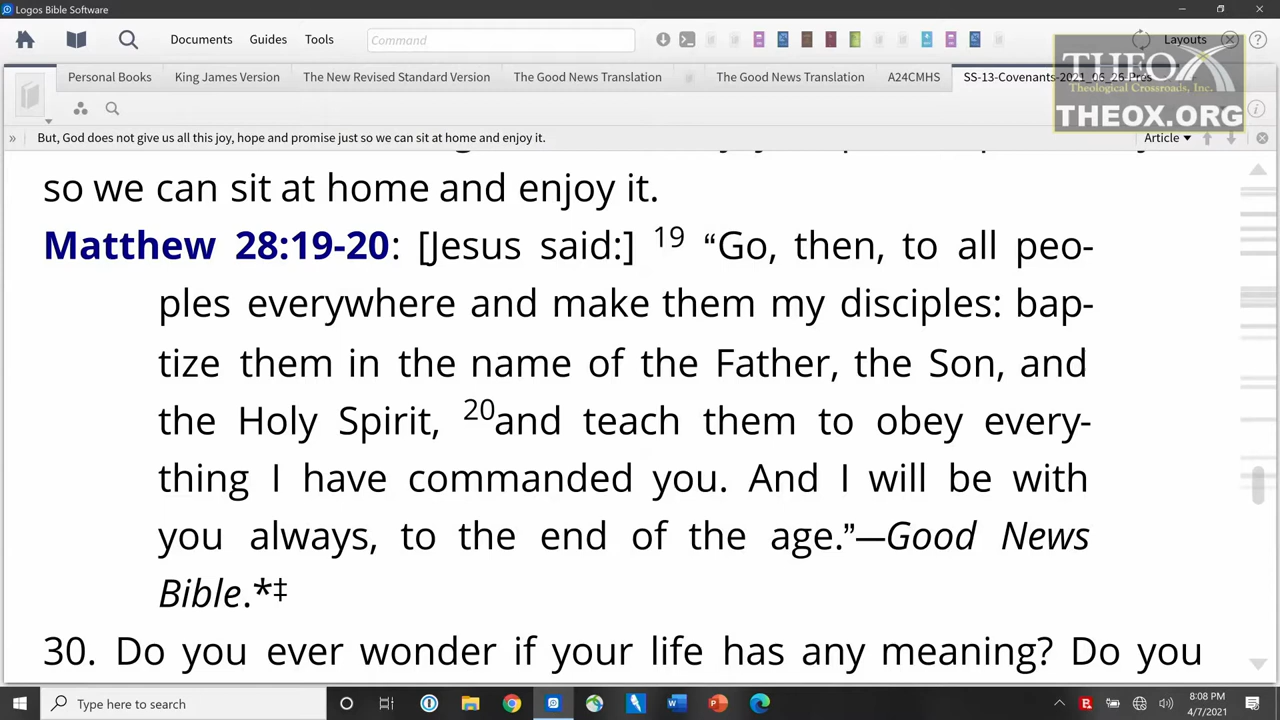 Logos Bible Software
Documents Guides Tools Command Layouts
THEOX
Theological Crossroads, Inc.
THEOX.ORG
Personal Books King James Version The New Revised Standard Version The Good News Translation The Good News Translation A24CMHS SS-13-Covenants-2021_06_26.Pres
» But, God does not give us all this joy, hope and promise just so we can sit at home and enjoy it. Article
so we can sit at home and enjoy it.
Matthew 28:19-20: [Jesus said:] 19 “Go, then, to all peo-
ples everywhere and make them my disciples: bap-
tize them in the name of the Father, the Son, and
the Holy Spirit, 20and teach them to obey every-
thing I have commanded you. And I will be with
you always, to the end of the age.”—Good News
Bible.*‡
30. Do you ever wonder if your life has any meaning? Do you
Type here to search
8:08 PM
4/7/2021